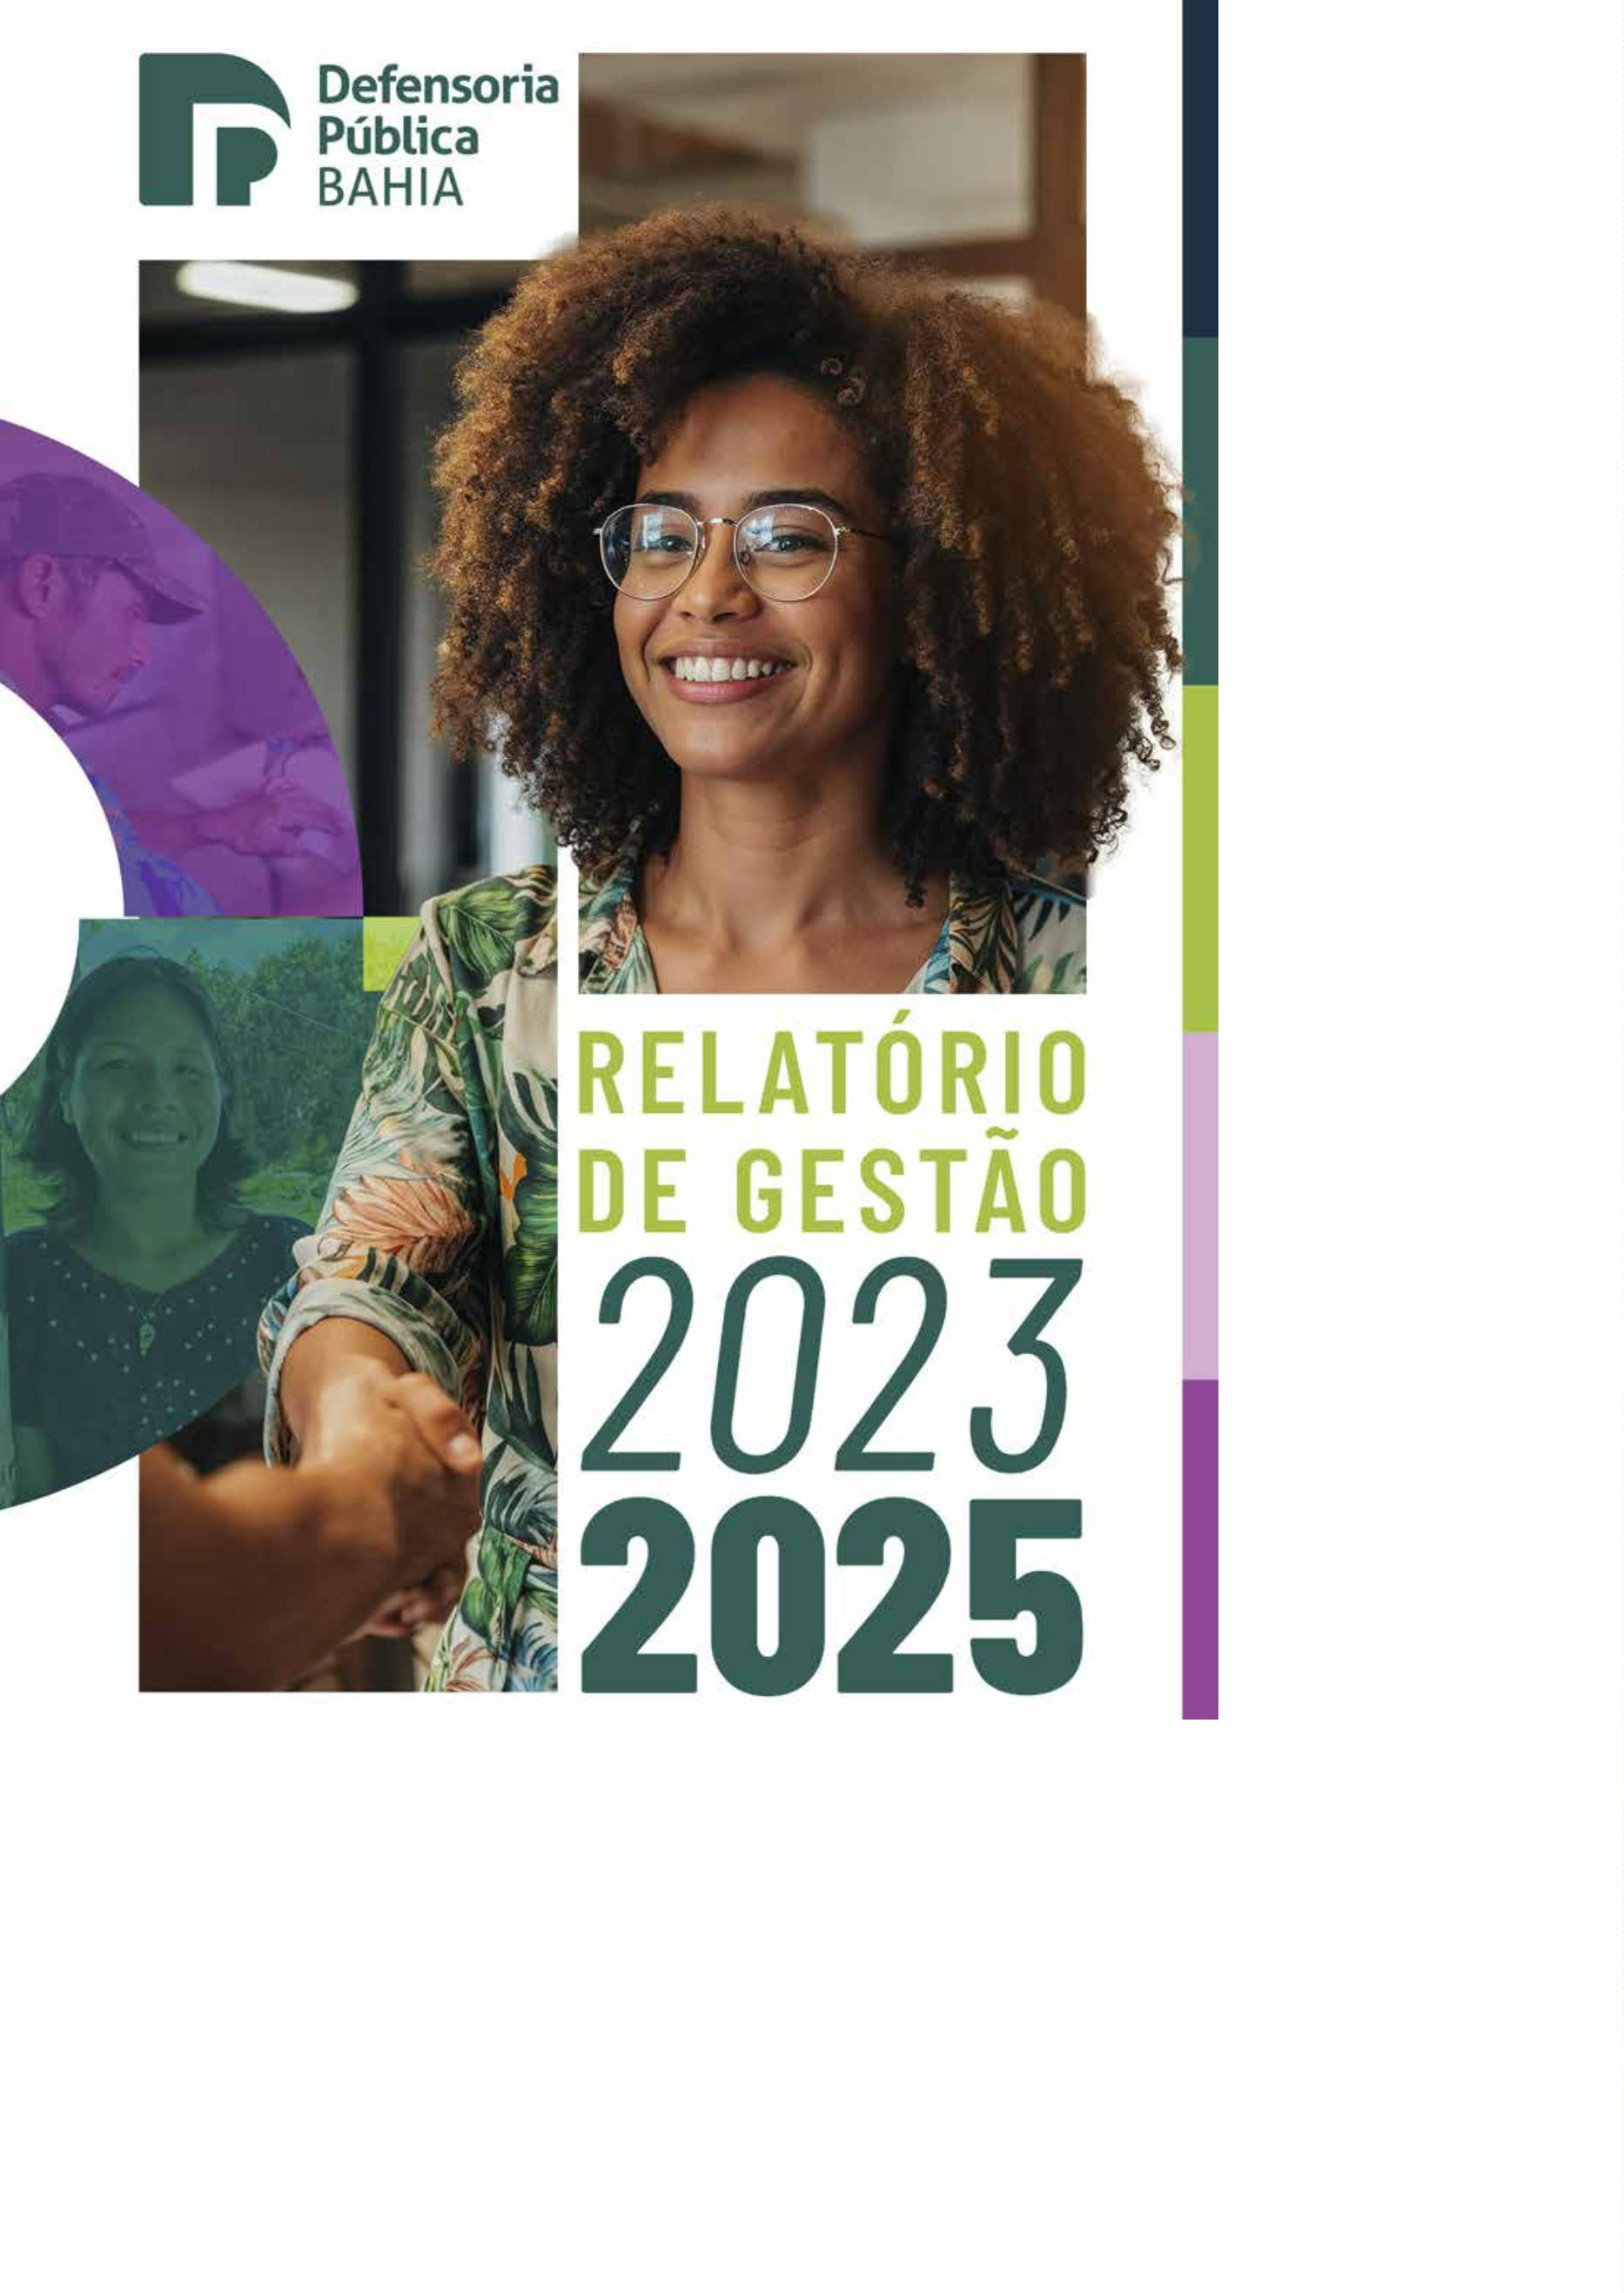 Defensoria
Pública
BAHIA
RELATÓRIO
DE GESTÃO
2023
2025